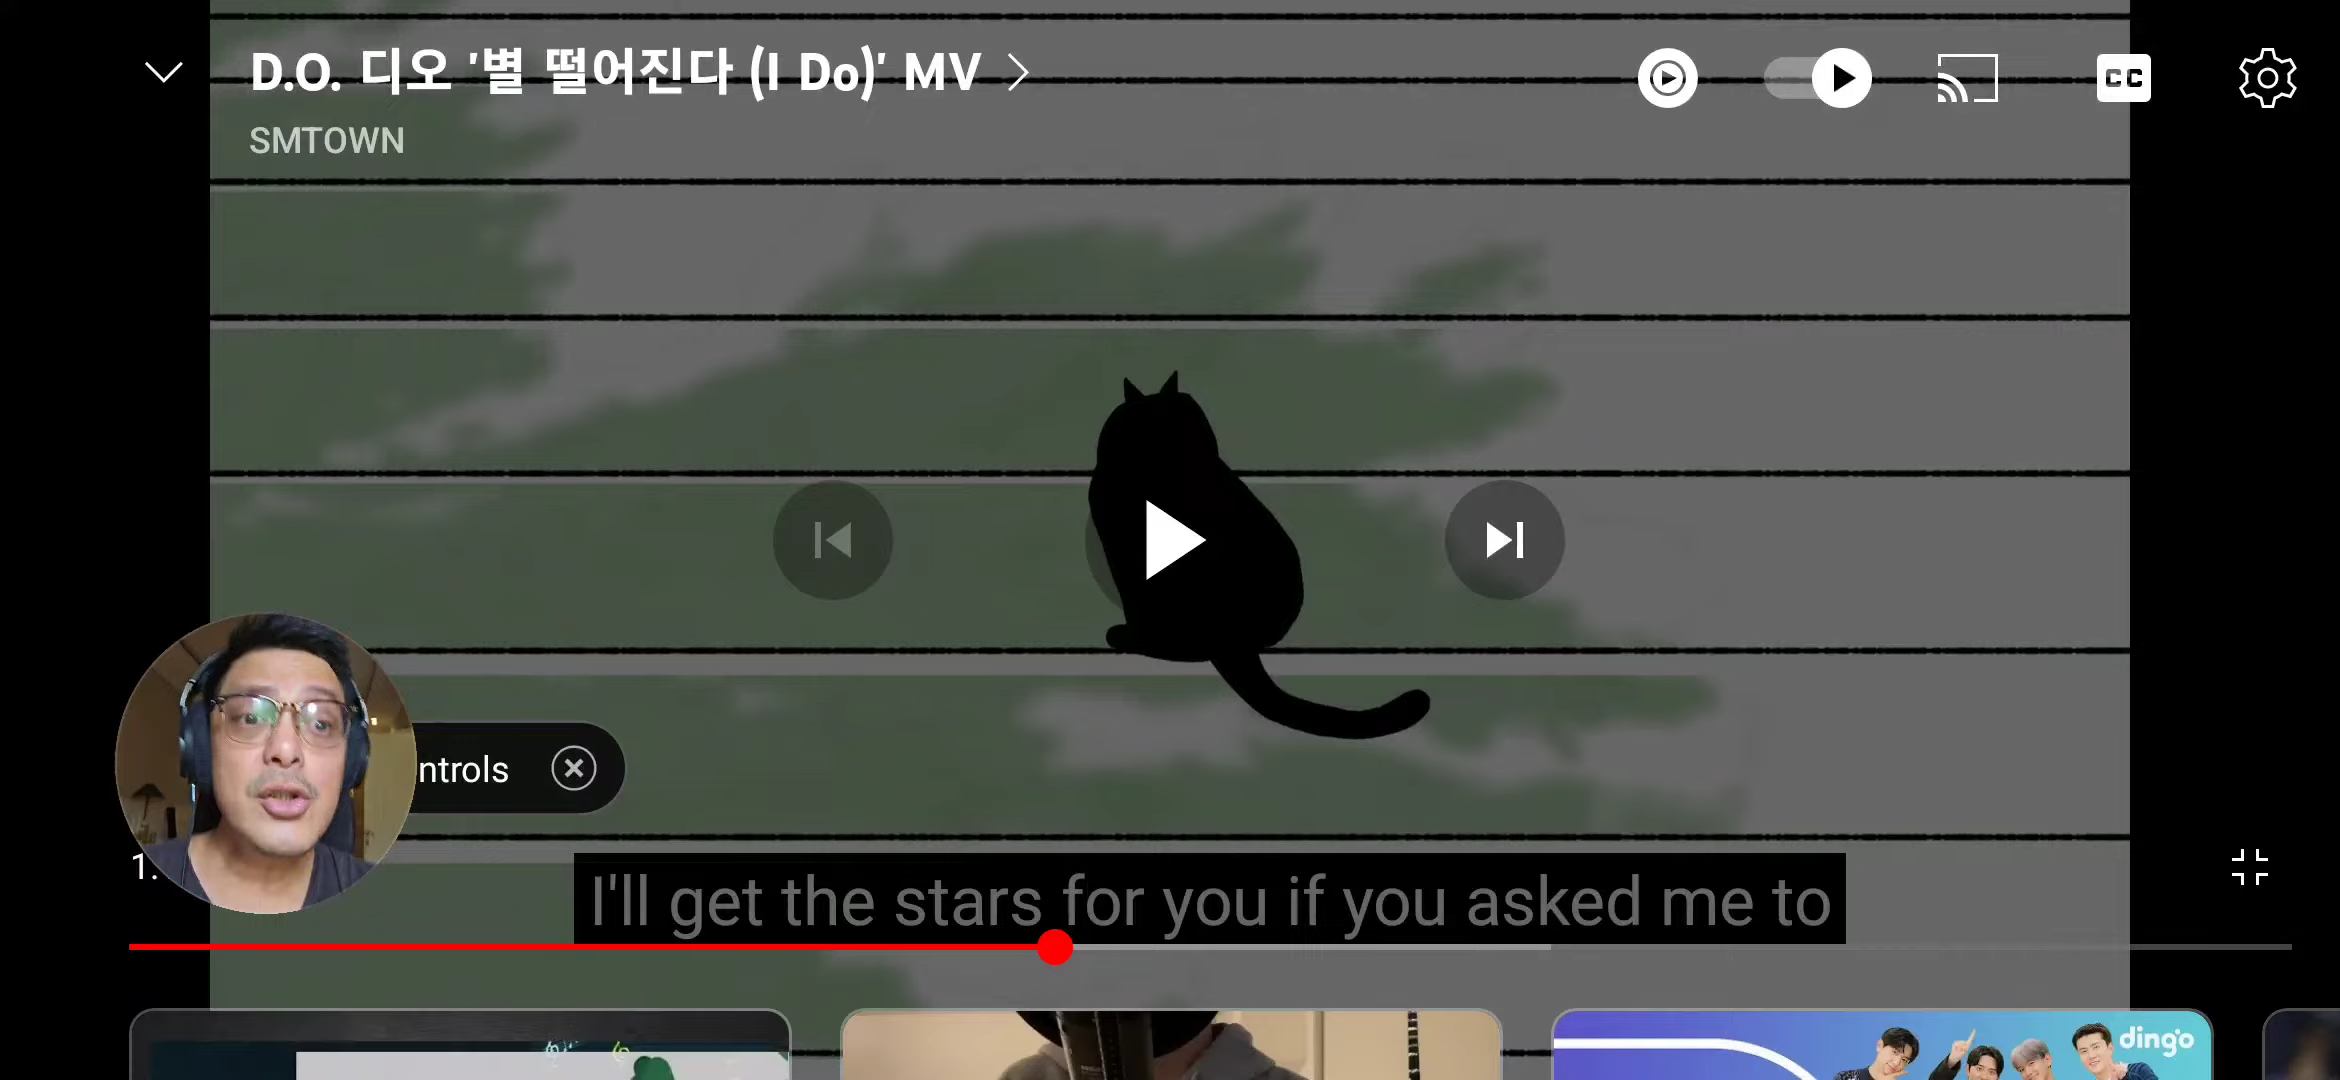 D.O. 디오 '별 떨어진다 (I Do)' MV
SMTOWN
CC
ntrols
1.
I'll get the stars for you if you asked me to
dingo